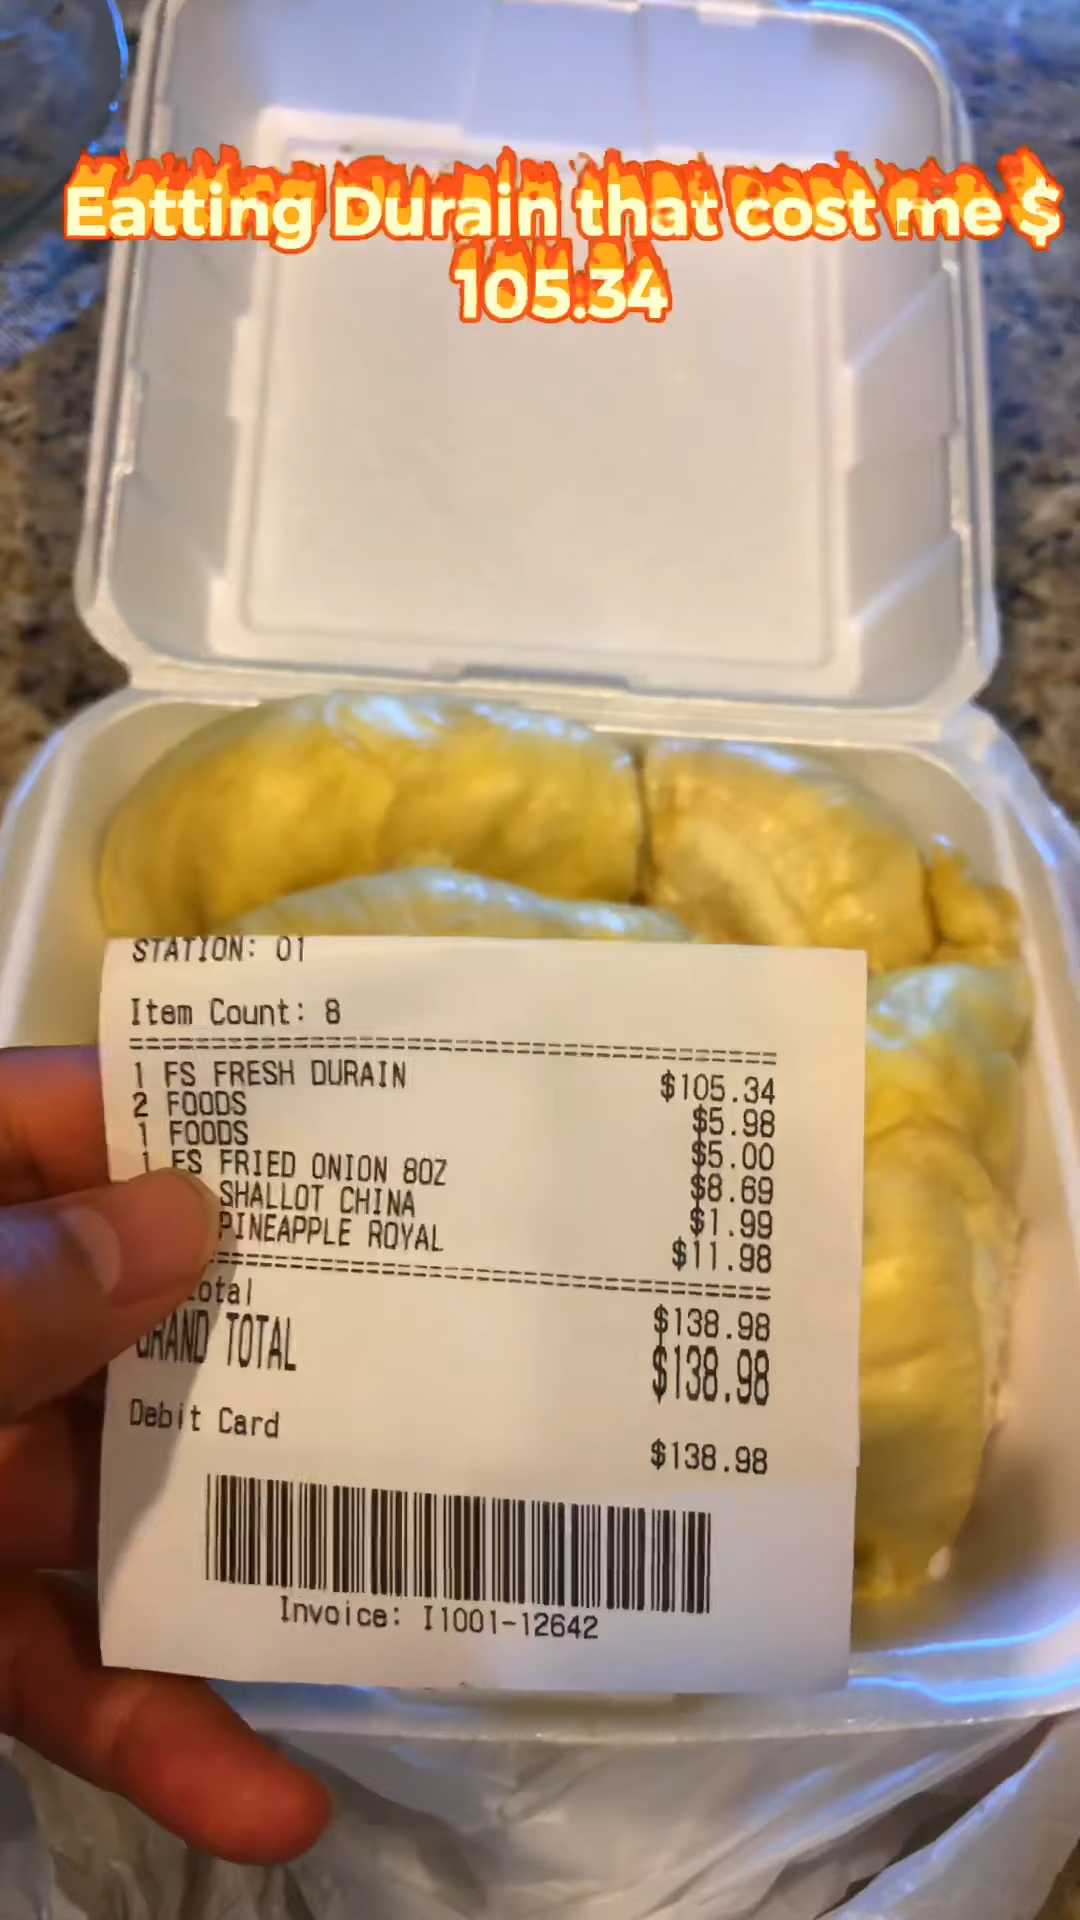 Eatting Durain that cost me $
105.34
STATION: 01
Item Count: 8
1 FS FRESH DURAIN $105.34
2 FOODS $5.98
1 FOODS $5.00
1 FS FRIED ONION 8OZ $8.69
SHALLOT CHINA $1.99
PINEAPPLE ROYAL $11.98
otal $138.98
GRAND TOTAL $138.98
Debit Card $138.98
Invoice: I1001-12642